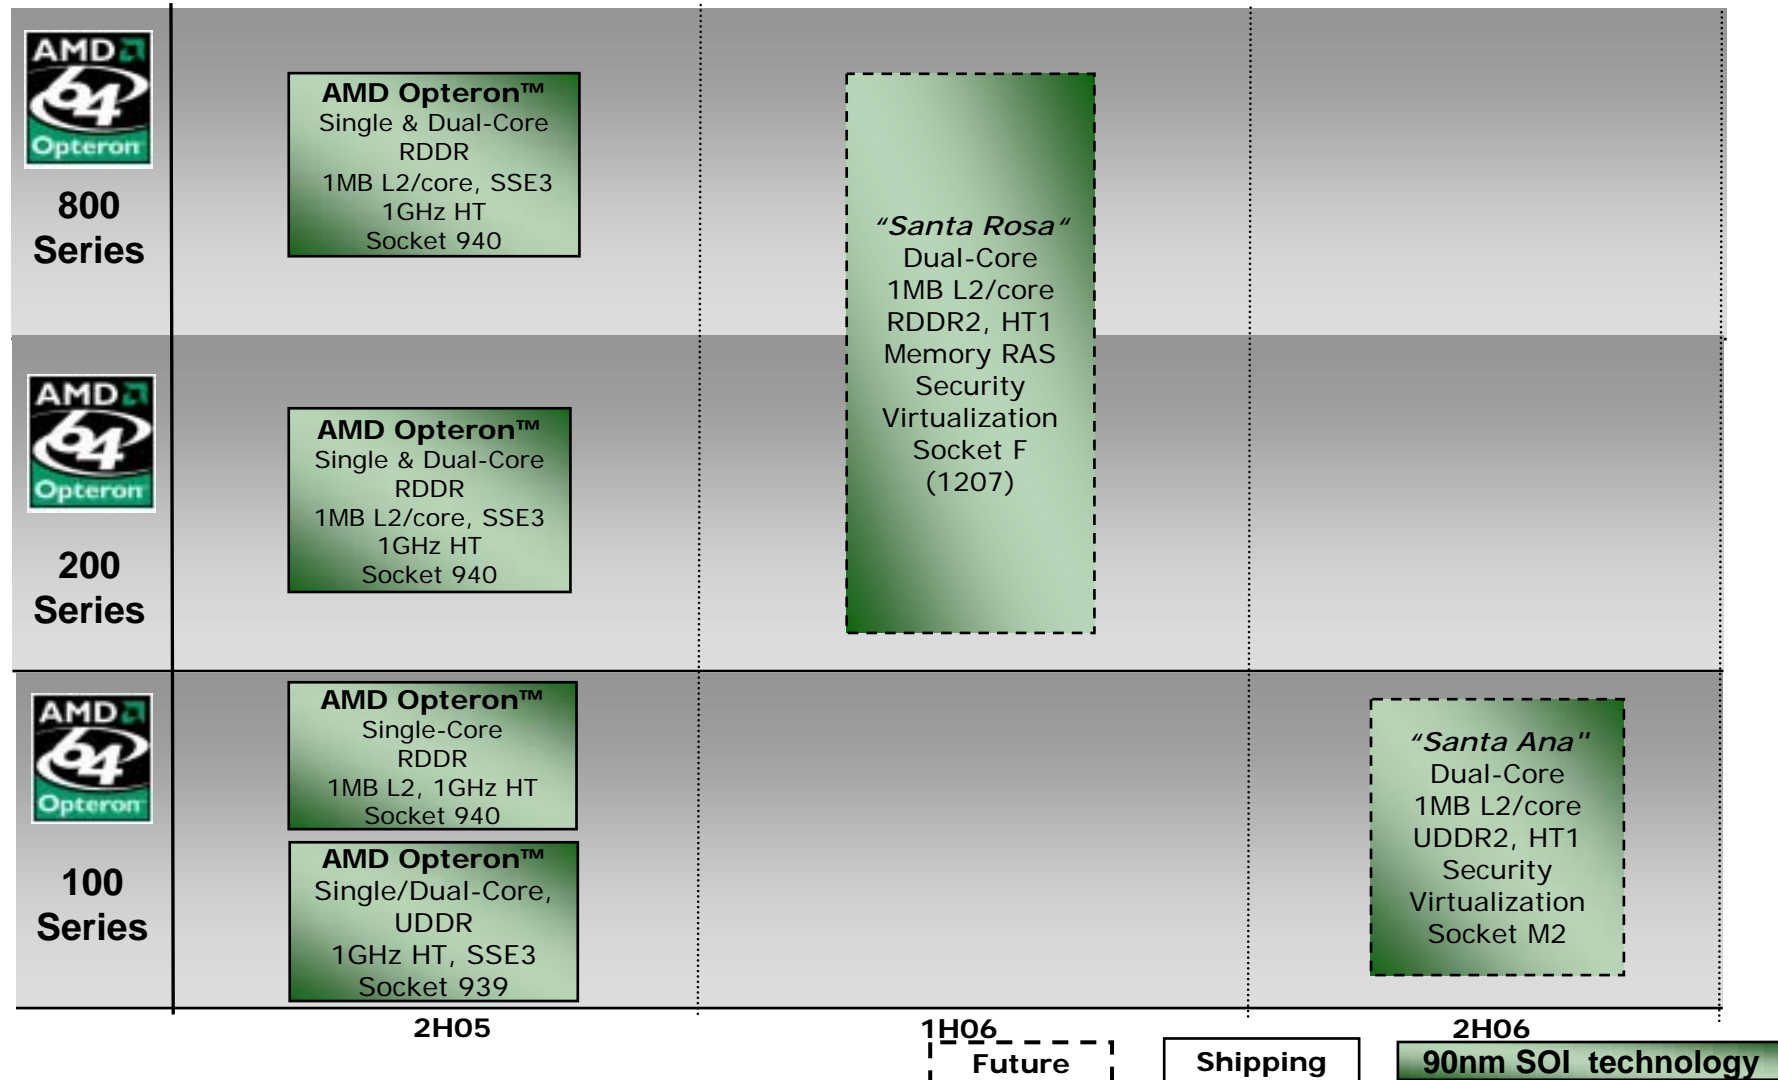 AMD
64
Opteron
800
Series
AMD Opteron™
Single & Dual-Core
RDDR
1MB L2/core, SSE3
1GHz HT
Socket 940
“Santa Rosa“
Dual-Core
1MB L2/core
RDDR2, HT1
Memory RAS
Security
Virtualization
Socket F
(1207)
AMD
64
Opteron
200
Series
AMD Opteron™
Single & Dual-Core
RDDR
1MB L2/core, SSE3
1GHz HT
Socket 940
AMD
64
Opteron
100
Series
AMD Opteron™
Single-Core
RDDR
1MB L2, 1GHz HT
Socket 940
AMD Opteron™
Single/Dual-Core,
UDDR
1GHz HT, SSE3
Socket 939
“Santa Ana"
Dual-Core
1MB L2/core
UDDR2, HT1
Security
Virtualization
Socket M2
2H05
1H06
2H06
Future
Shipping
90nm SOI technology